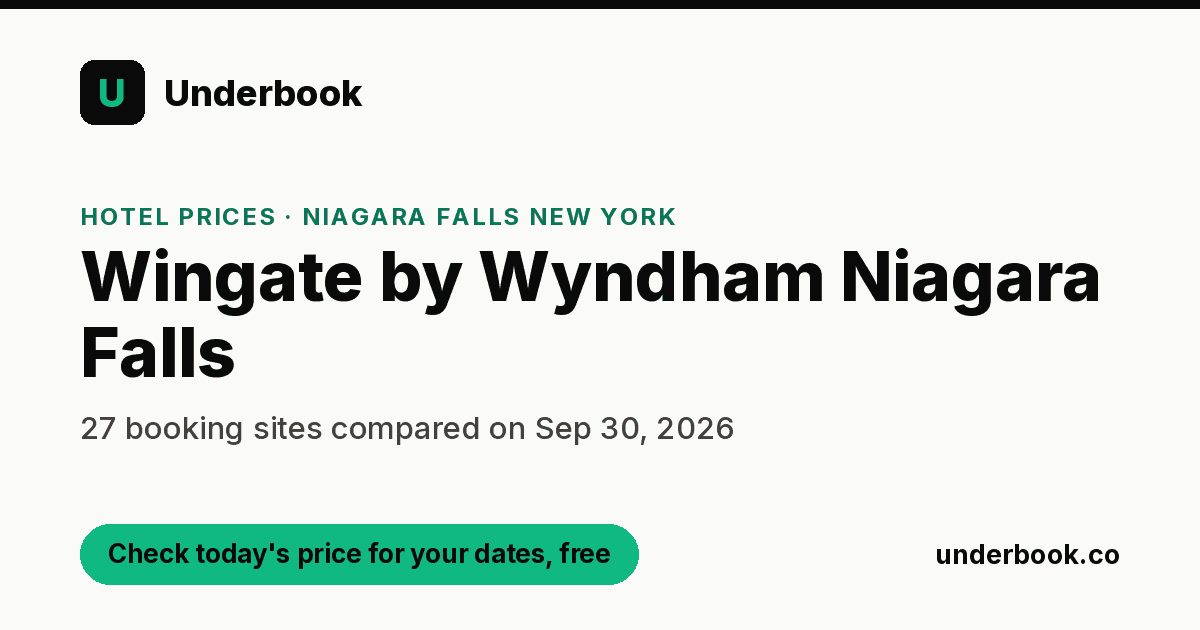 U Underbook
HOTEL PRICES · NIAGARA FALLS NEW YORK
Wingate by Wyndham Niagara
Falls
27 booking sites compared on Sep 30, 2026
Check today's price for your dates, free
underbook.co